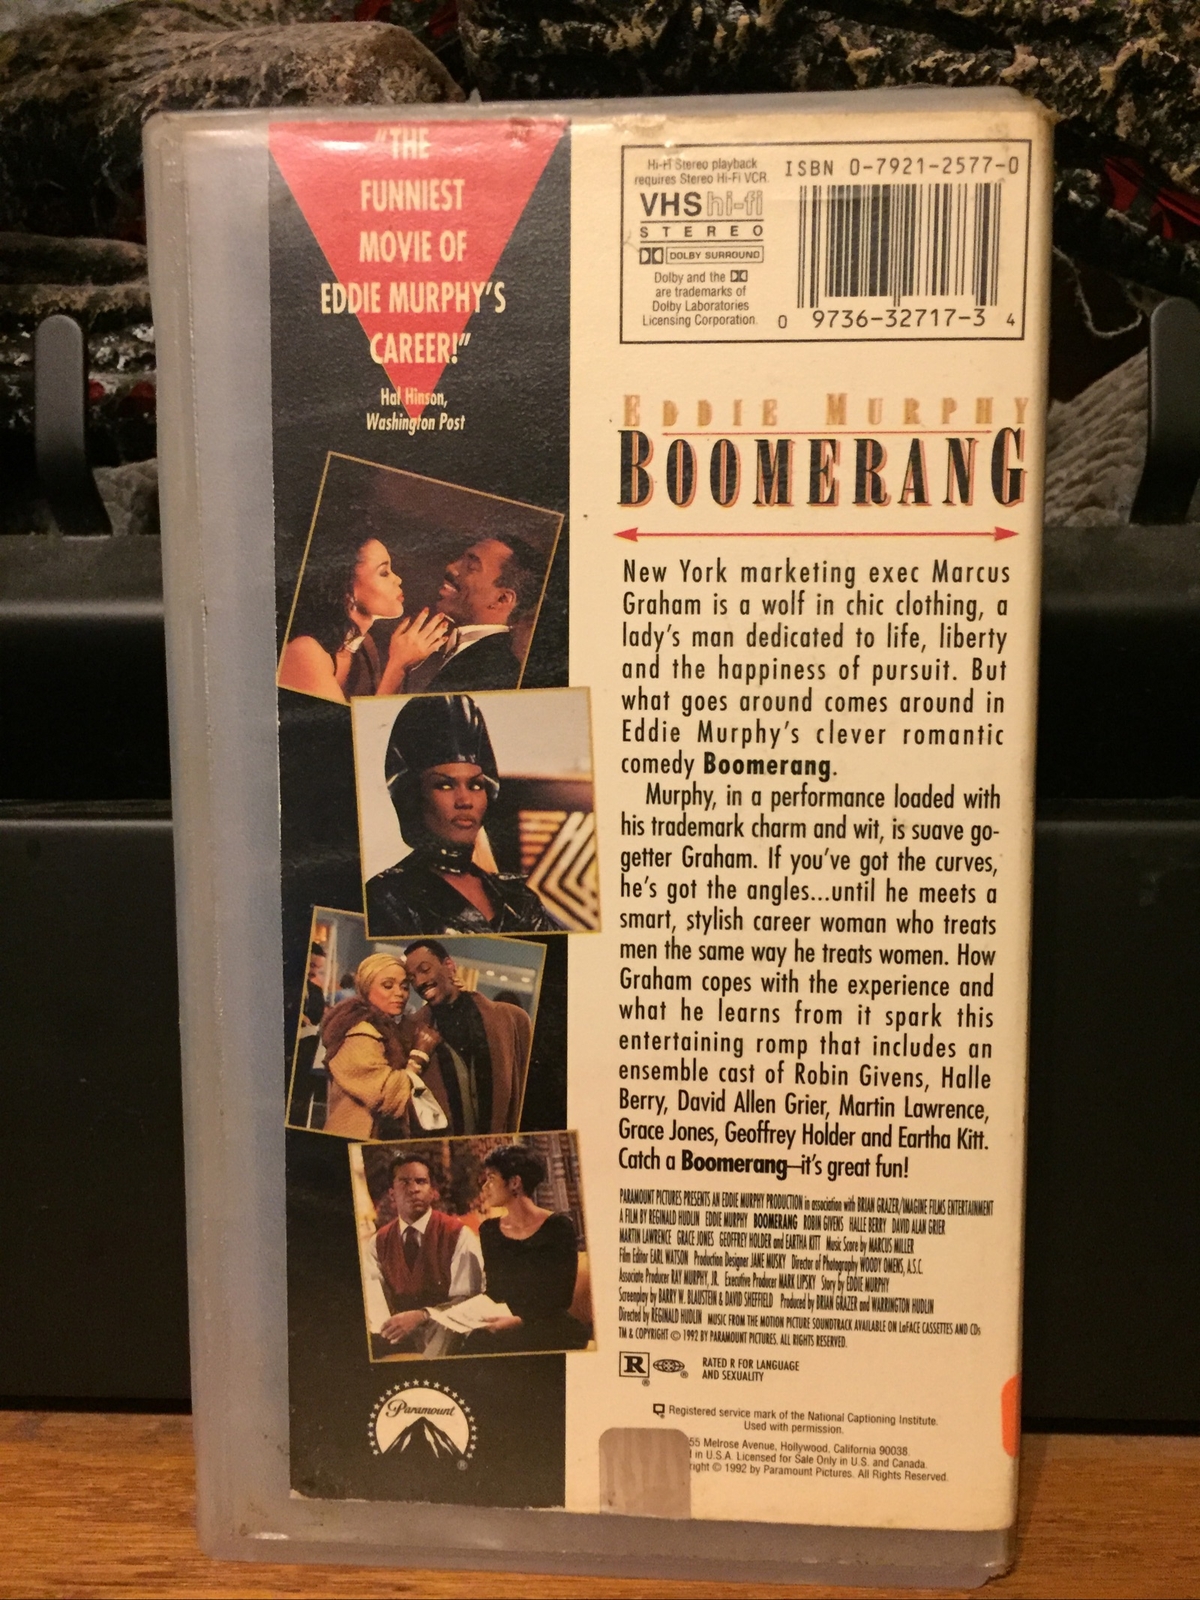 "THE
FUNNIEST
MOVIE OF
EDDIE MURPHY'S
CAREER!"
Hal Hinson,
Washington Post
Paramount
®
Hi-Fi Stereo playback
requires Stereo Hi-Fi VCR.
VHS hi-fi
STEREO
DOLBY SURROUND
Dolby and the
are trademarks of
Dolby Laboratories
Licensing Corporation.
ISBN 0-7921-2577-0
0 9736-32717-3 4
EDDIE MURPHY
BOOMERANG
New York marketing exec Marcus
Graham is a wolf in chic clothing, a
lady's man dedicated to life, liberty
and the happiness of pursuit. But
what goes around comes around in
Eddie Murphy's clever romantic
comedy Boomerang.
Murphy, in a performance loaded with
his trademark charm and wit, is suave go-
getter Graham. If you've got the curves,
he's got the angles...until he meets a
smart, stylish career woman who treats
men the same way he treats women. How
Graham copes with the experience and
what he learns from it spark this
entertaining romp that includes an
ensemble cast of Robin Givens, Halle
Berry, David Allen Grier, Martin Lawrence,
Grace Jones, Geoffrey Holder and Eartha Kitt.
Catch a Boomerang—it's great fun!
PARAMOUNT PICTURES PRESENTS AN EDDIE MURPHY PRODUCTION in association with BRIAN GRAZER/IMAGINE FILMS ENTERTAINMENT
A FILM BY REGINALD HUDLIN EDDIE MURPHY BOOMERANG ROBIN GIVENS HALLE BERRY DAVID ALAN GRIER
MARTIN LAWRENCE GRACE JONES GEOFFREY HOLDER and EARTHA KITT Music Score by MARCUS MILLER
Film Editor EARL WATSON Production Designer JANE MUSKY Director of Photography WOODY OMENS, A.S.C.
Associate Producer RAY MURPHY, JR. Executive Producer MARK LIPSKY Story by EDDIE MURPHY
Screenplay by BARRY W. BLAUSTEIN & DAVID SHEFFIELD Produced by BRIAN GRAZER and WARRINGTON HUDLIN
Directed by REGINALD HUDLIN MUSIC FROM THE MOTION PICTURE SOUNDTRACK AVAILABLE ON LaFACE CASSETTES AND CDs
TM & COPYRIGHT © 1992 BY PARAMOUNT PICTURES. ALL RIGHTS RESERVED.
R ® ® RATED R FOR LANGUAGE
AND SEXUALITY
Registered service mark of the National Captioning Institute.
Used with permission.
55 Melrose Avenue, Hollywood, California 90038.
in U.S.A. Licensed for Sale Only in U.S. and Canada.
right © 1992 by Paramount Pictures. All Rights Reserved.